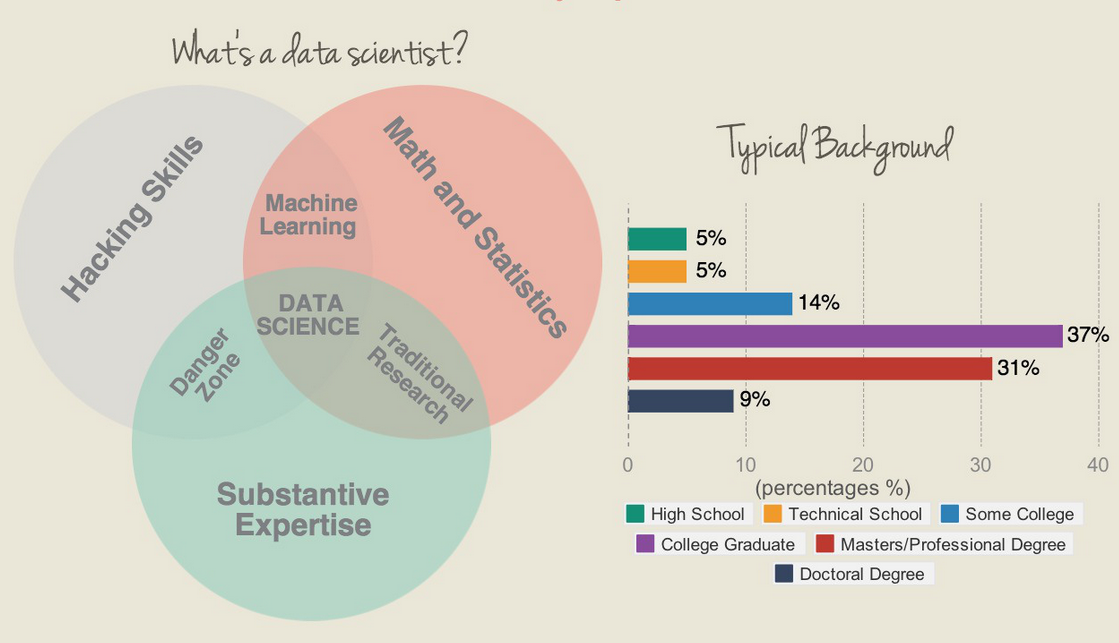 What's a data scientist?
Hacking Skills
Math and Statistics
Machine
Learning
DATA
SCIENCE
Danger
Zone
Traditional
Research
Substantive
Expertise
Typical Background
5%
5%
14%
37%
31%
9%
0 10 20 30 40
(percentages %)
High School Technical School Some College
College Graduate Masters/Professional Degree
Doctoral Degree